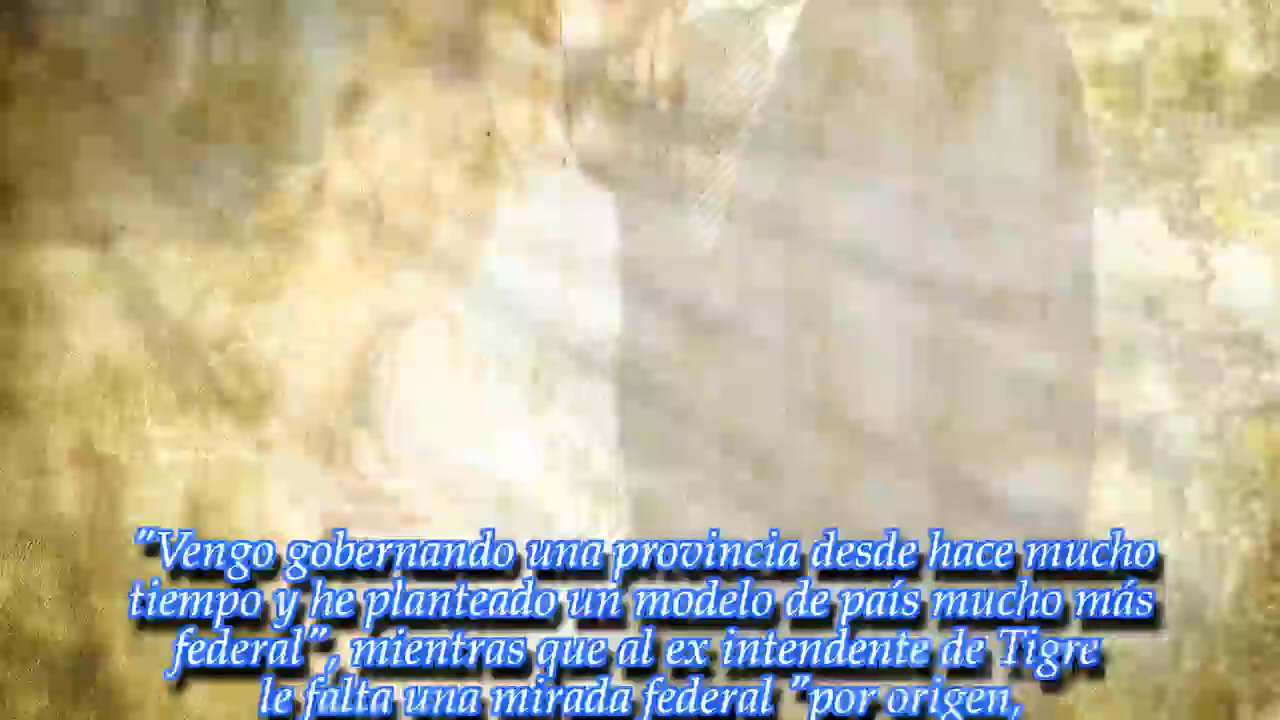 "Vengo gobernando una provincia desde hace mucho
tiempo y he planteado un modelo de país mucho más
federal", mientras que al ex intendente de Tigre
le falta una mirada federal "por origen,